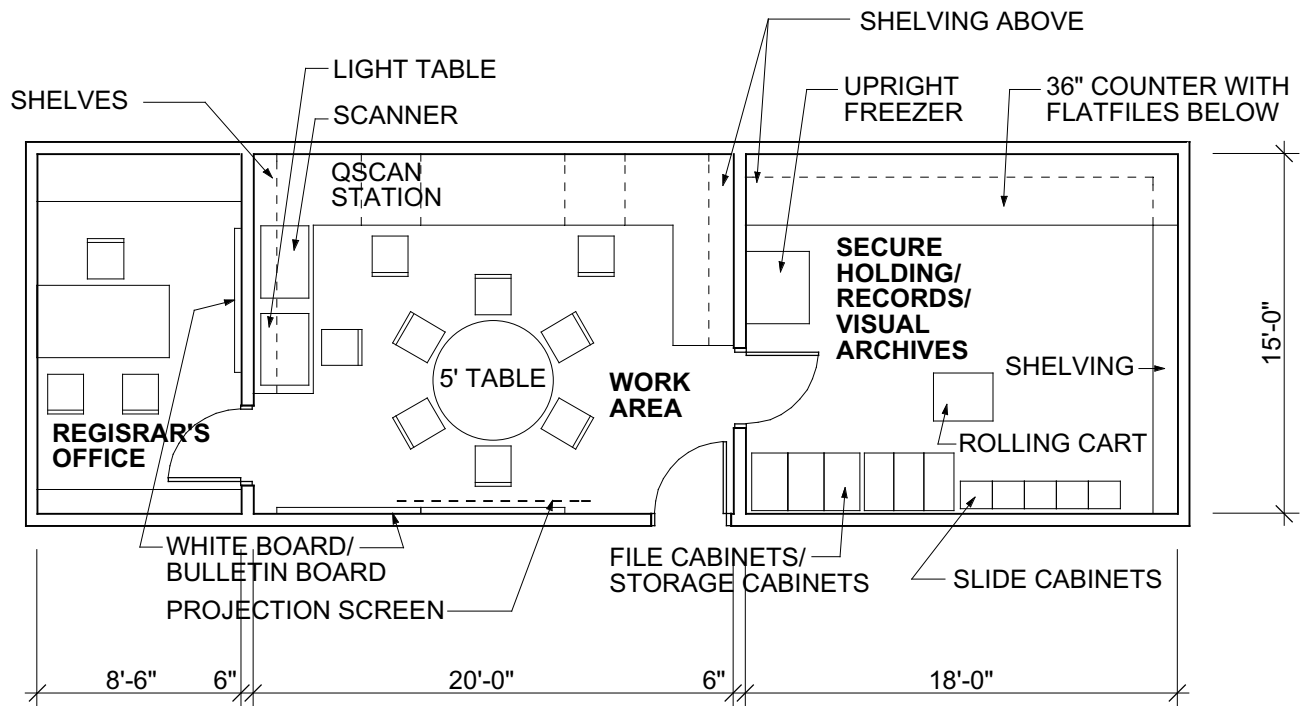 SHELVING ABOVE
LIGHT TABLE
SHELVES
SCANNER
UPRIGHT
FREEZER
36" COUNTER WITH
FLATFILES BELOW
QSCAN
STATION
SECURE
HOLDING/
RECORDS/
VISUAL
ARCHIVES
5' TABLE
WORK
AREA
SHELVING
15'-0"
REGISRAR'S
OFFICE
ROLLING CART
WHITE BOARD/
BULLETIN BOARD
PROJECTION SCREEN
FILE CABINETS/
STORAGE CABINETS
SLIDE CABINETS
8'-6"
6"
20'-0"
6"
18'-0"